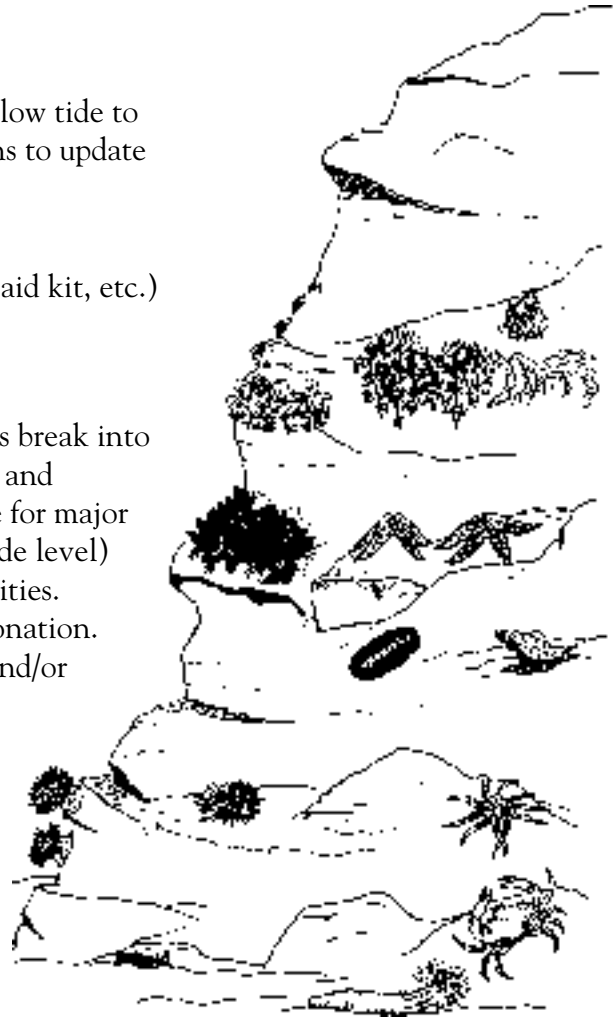 low tide to
ns to update
aid kit, etc.)
s break into
and
e for major
de level)
ities.
onation.
nd/or